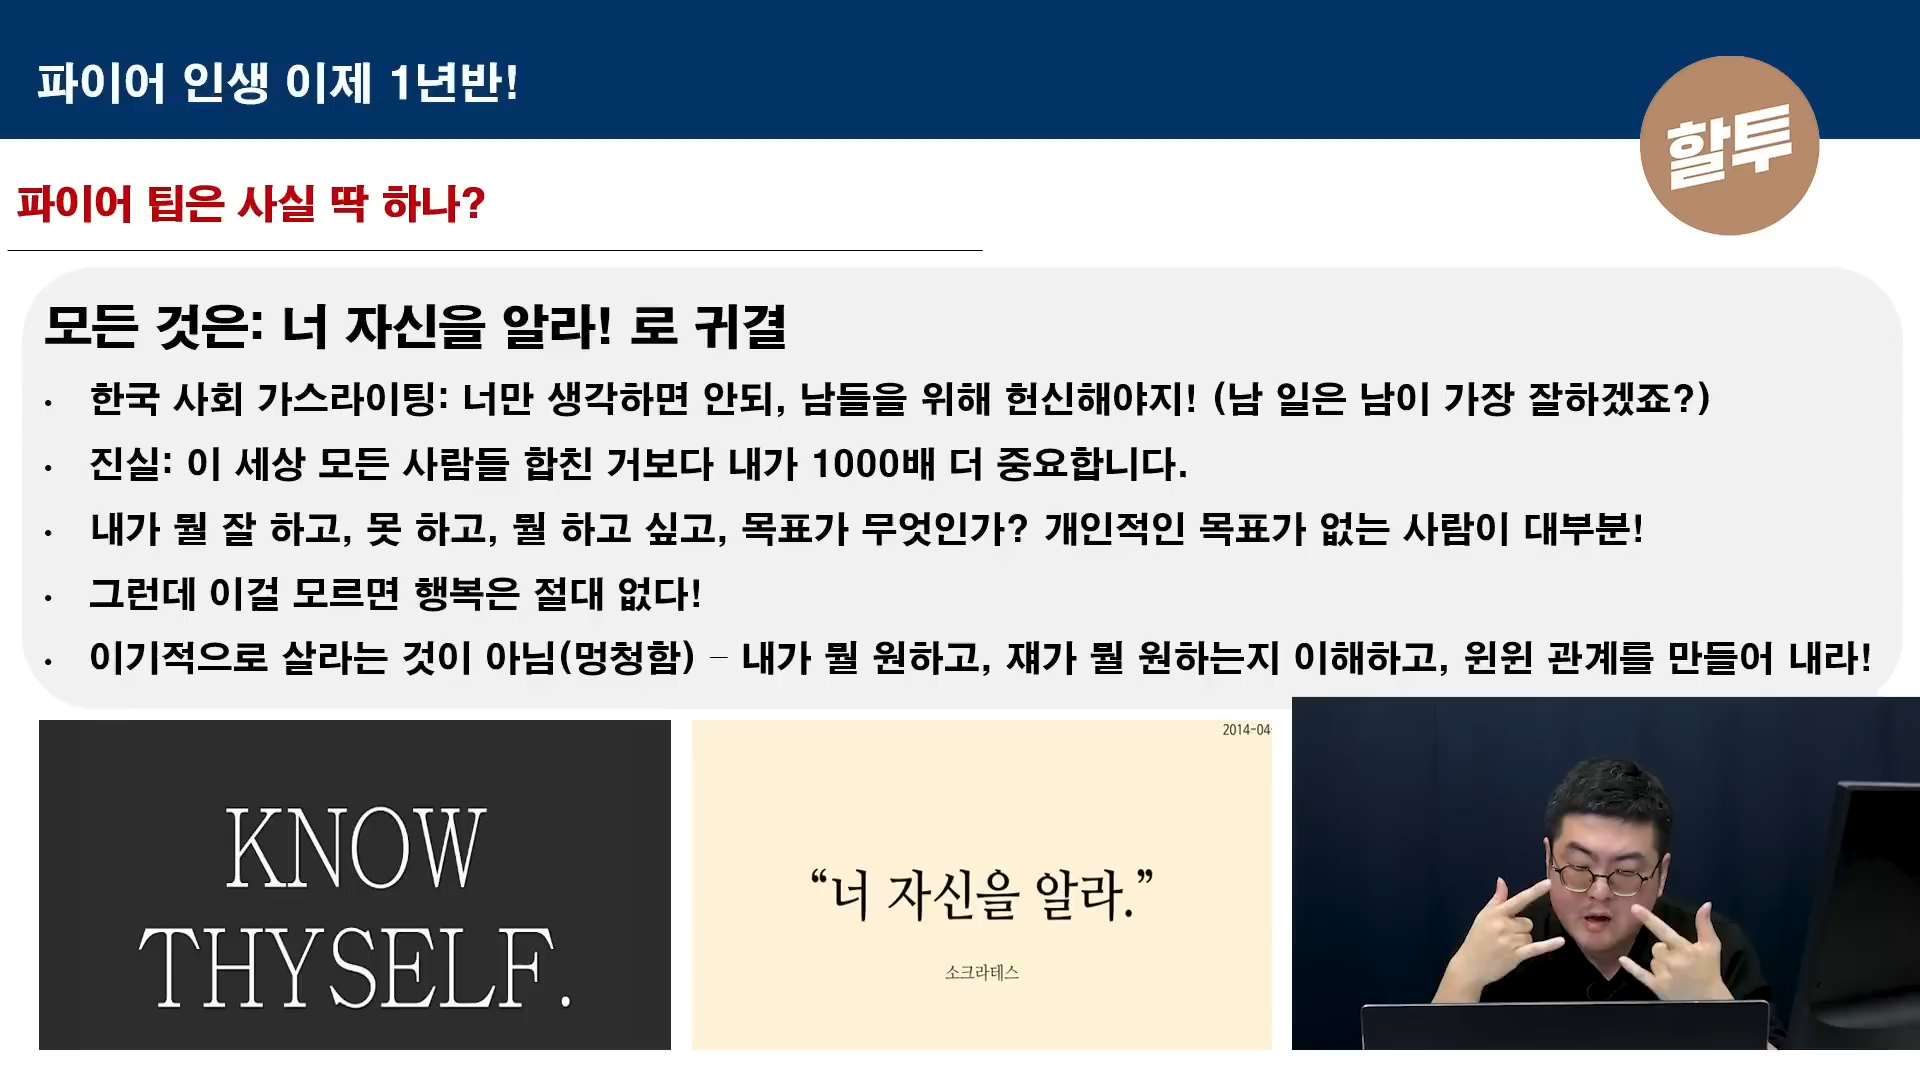 파이어 인생 이제 1년반!
할투
파이어 팁은 사실 딱 하나?
모든 것은: 너 자신을 알라! 로 귀결
• 한국 사회 가스라이팅: 너만 생각하면 안되, 남들을 위해 헌신해야지! (남 일은 남이 가장 잘하겠죠?)
• 진실: 이 세상 모든 사람들 합친 거보다 내가 1000배 더 중요합니다.
• 내가 뭘 잘 하고, 못 하고, 뭘 하고 싶고, 목표가 무엇인가? 개인적인 목표가 없는 사람이 대부분!
• 그런데 이걸 모르면 행복은 절대 없다!
• 이기적으로 살라는 것이 아님(멍청함) – 내가 뭘 원하고, 쟤가 뭘 원하는지 이해하고, 윈윈 관계를 만들어 내라!
KNOW
THYSELF.
2014-04
“너 자신을 알라.”
소크라테스